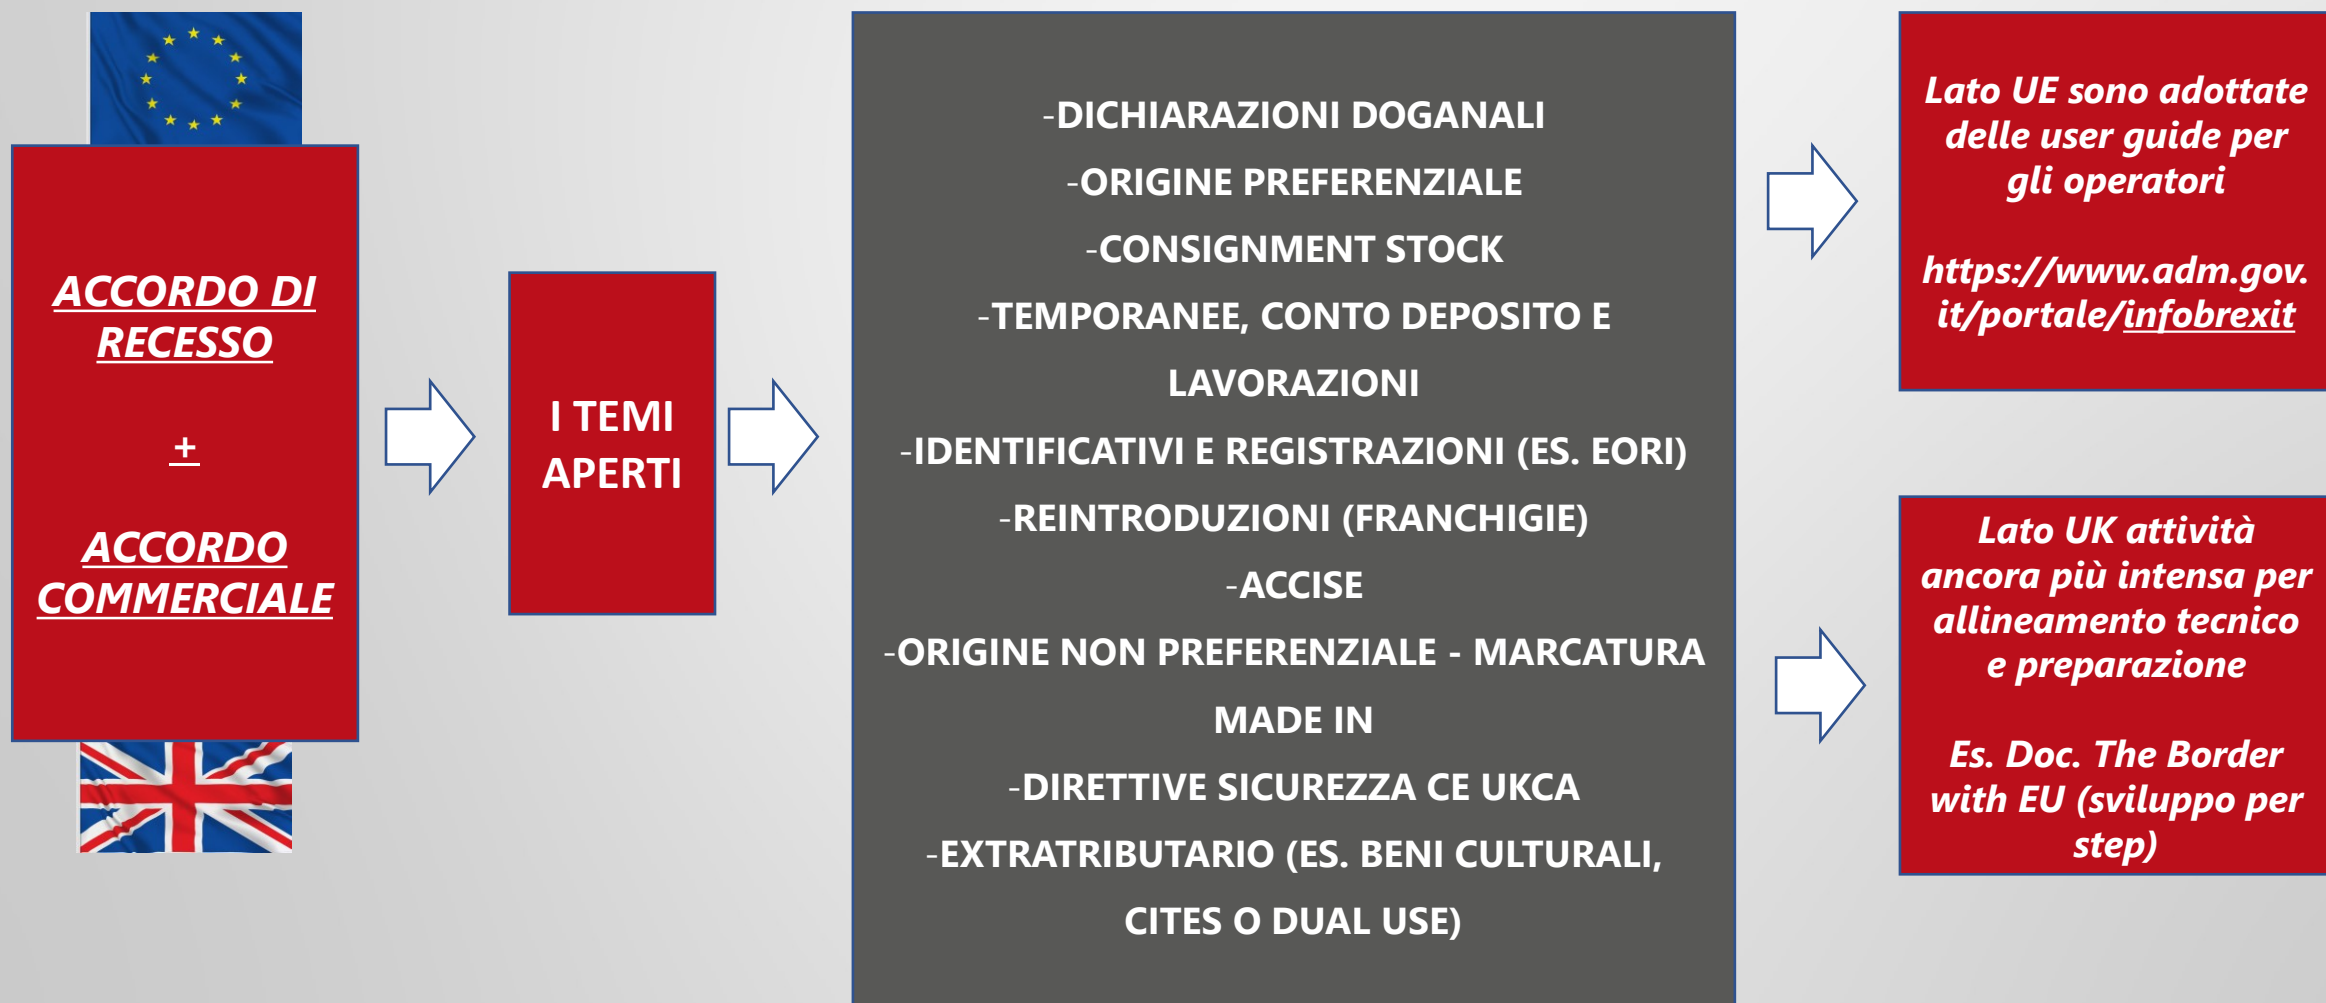 ACCORDO DI
RECESSO
+
ACCORDO
COMMERCIALE
I TEMI
APERTI
-DICHIARAZIONI DOGANALI
-ORIGINE PREFERENZIALE
-CONSIGNMENT STOCK
-TEMPORANEE, CONTO DEPOSITO E
LAVORAZIONI
-IDENTIFICATIVI E REGISTRAZIONI (ES. EORI)
-REINTRODUZIONI (FRANCHIGIE)
-ACCISE
-ORIGINE NON PREFERENZIALE - MARCATURA
MADE IN
-DIRETTIVE SICUREZZA CE UKCA
-EXTRATRIBUTARIO (ES. BENI CULTURALI,
CITES O DUAL USE)
Lato UE sono adottate
delle user guide per
gli operatori
https://www.adm.gov.
it/portale/infobrexit
Lato UK attività
ancora più intensa per
allineamento tecnico
e preparazione
Es. Doc. The Border
with EU (sviluppo per
step)